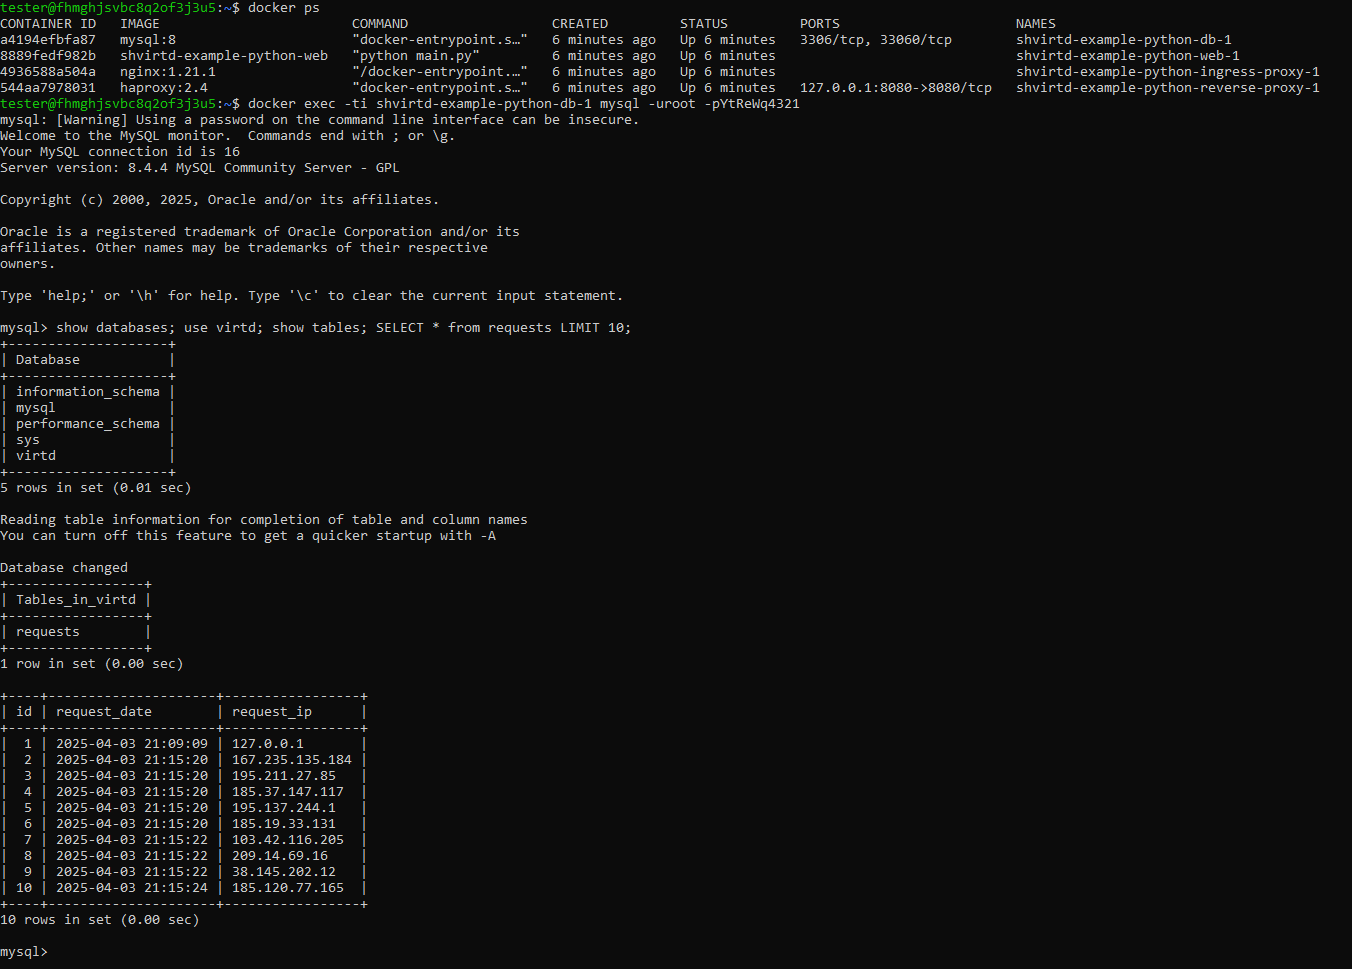 tester@fhmghjsvbc8q2of3j3u5:~$ docker ps
CONTAINER ID   IMAGE                        COMMAND                  CREATED         STATUS         PORTS                      NAMES
a4194efbfa87   mysql:8                      "docker-entrypoint.s…"   6 minutes ago   Up 6 minutes   3306/tcp, 33060/tcp        shvirtd-example-python-db-1
8889fedf982b   shvirtd-example-python-web   "python main.py"         6 minutes ago   Up 6 minutes                              shvirtd-example-python-web-1
4936588a504a   nginx:1.21.1                 "/docker-entrypoint.…"   6 minutes ago   Up 6 minutes                              shvirtd-example-python-ingress-proxy-1
544aa7978031   haproxy:2.4                  "docker-entrypoint.s…"   6 minutes ago   Up 6 minutes   127.0.0.1:8080->8080/tcp   shvirtd-example-python-reverse-proxy-1
tester@fhmghjsvbc8q2of3j3u5:~$ docker exec -ti shvirtd-example-python-db-1 mysql -uroot -pYtReWq4321
mysql: [Warning] Using a password on the command line interface can be insecure.
Welcome to the MySQL monitor.  Commands end with ; or \g.
Your MySQL connection id is 16
Server version: 8.4.4 MySQL Community Server - GPL

Copyright (c) 2000, 2025, Oracle and/or its affiliates.

Oracle is a registered trademark of Oracle Corporation and/or its
affiliates. Other names may be trademarks of their respective
owners.

Type 'help;' or '\h' for help. Type '\c' to clear the current input statement.

mysql> show databases; use virtd; show tables; SELECT * from requests LIMIT 10;
+--------------------+
| Database           |
+--------------------+
| information_schema |
| mysql              |
| performance_schema |
| sys                |
| virtd              |
+--------------------+
5 rows in set (0.01 sec)

Reading table information for completion of table and column names
You can turn off this feature to get a quicker startup with -A

Database changed
+-----------------+
| Tables_in_virtd |
+-----------------+
| requests        |
+-----------------+
1 row in set (0.00 sec)

+----+---------------------+-----------------+
| id | request_date        | request_ip      |
+----+---------------------+-----------------+
|  1 | 2025-04-03 21:09:09 | 127.0.0.1       |
|  2 | 2025-04-03 21:15:20 | 167.235.135.184 |
|  3 | 2025-04-03 21:15:20 | 195.211.27.85   |
|  4 | 2025-04-03 21:15:20 | 185.37.147.117  |
|  5 | 2025-04-03 21:15:20 | 195.137.244.1   |
|  6 | 2025-04-03 21:15:20 | 185.19.33.131   |
|  7 | 2025-04-03 21:15:22 | 103.42.116.205  |
|  8 | 2025-04-03 21:15:22 | 209.14.69.16    |
|  9 | 2025-04-03 21:15:22 | 38.145.202.12   |
| 10 | 2025-04-03 21:15:24 | 185.120.77.165  |
+----+---------------------+-----------------+
10 rows in set (0.00 sec)

mysql>